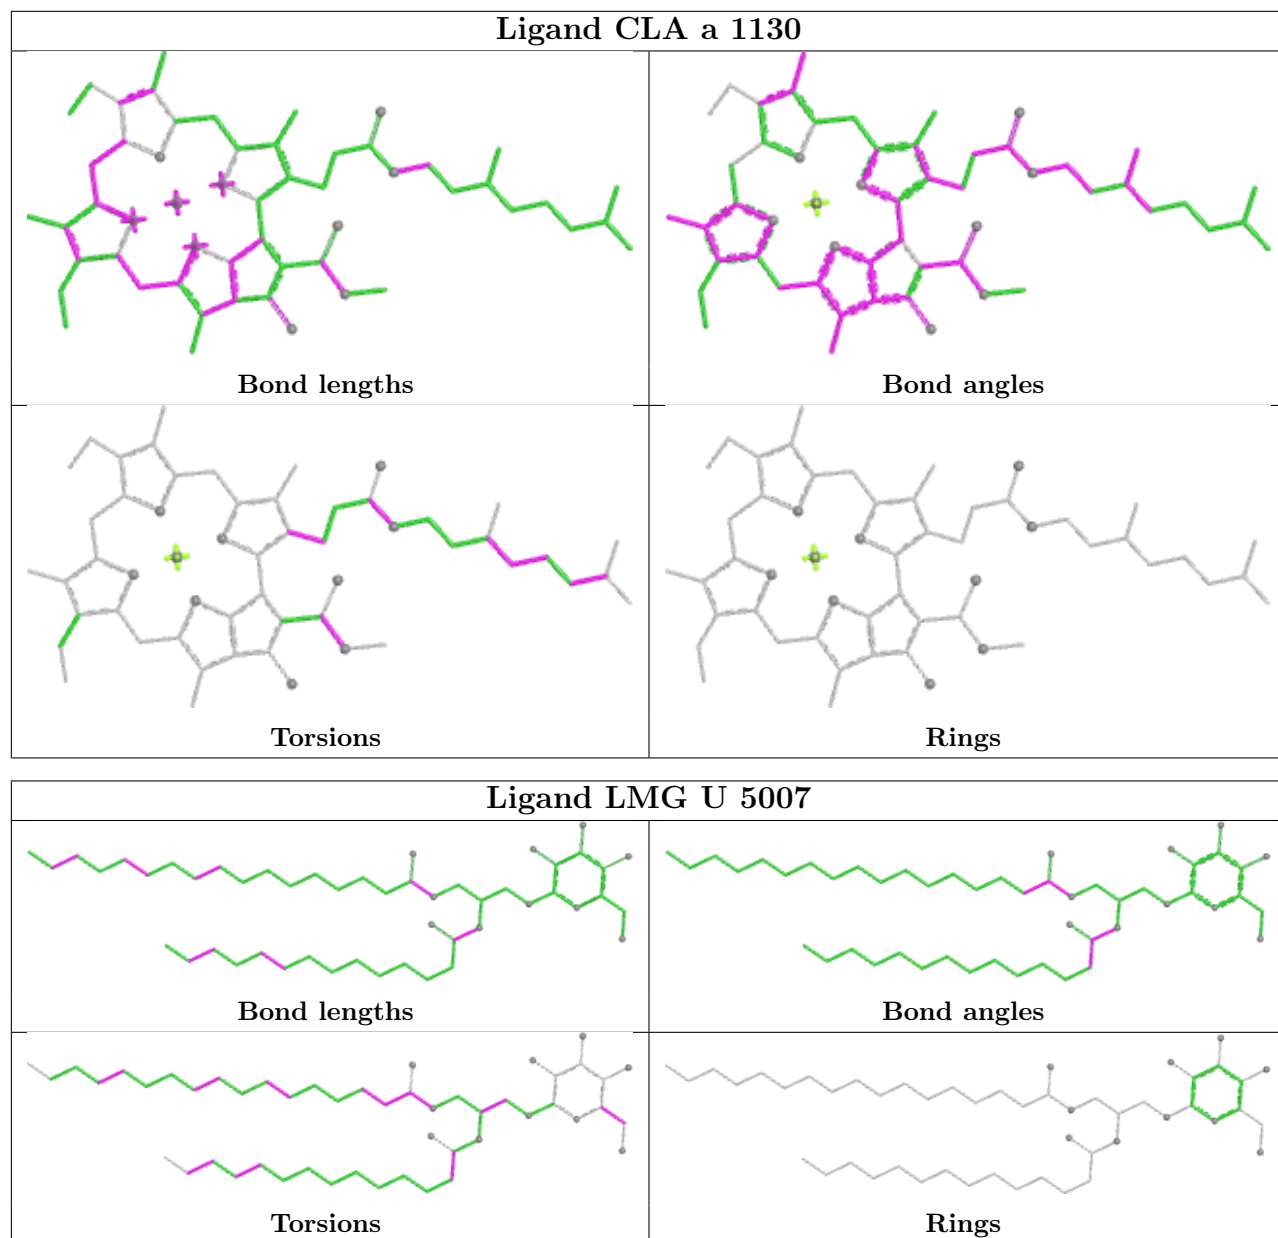 Ligand CLA a 1130
Bond lengths
Bond angles
Torsions
Rings
Ligand LMG U 5007
Bond lengths
Bond angles
Torsions
Rings